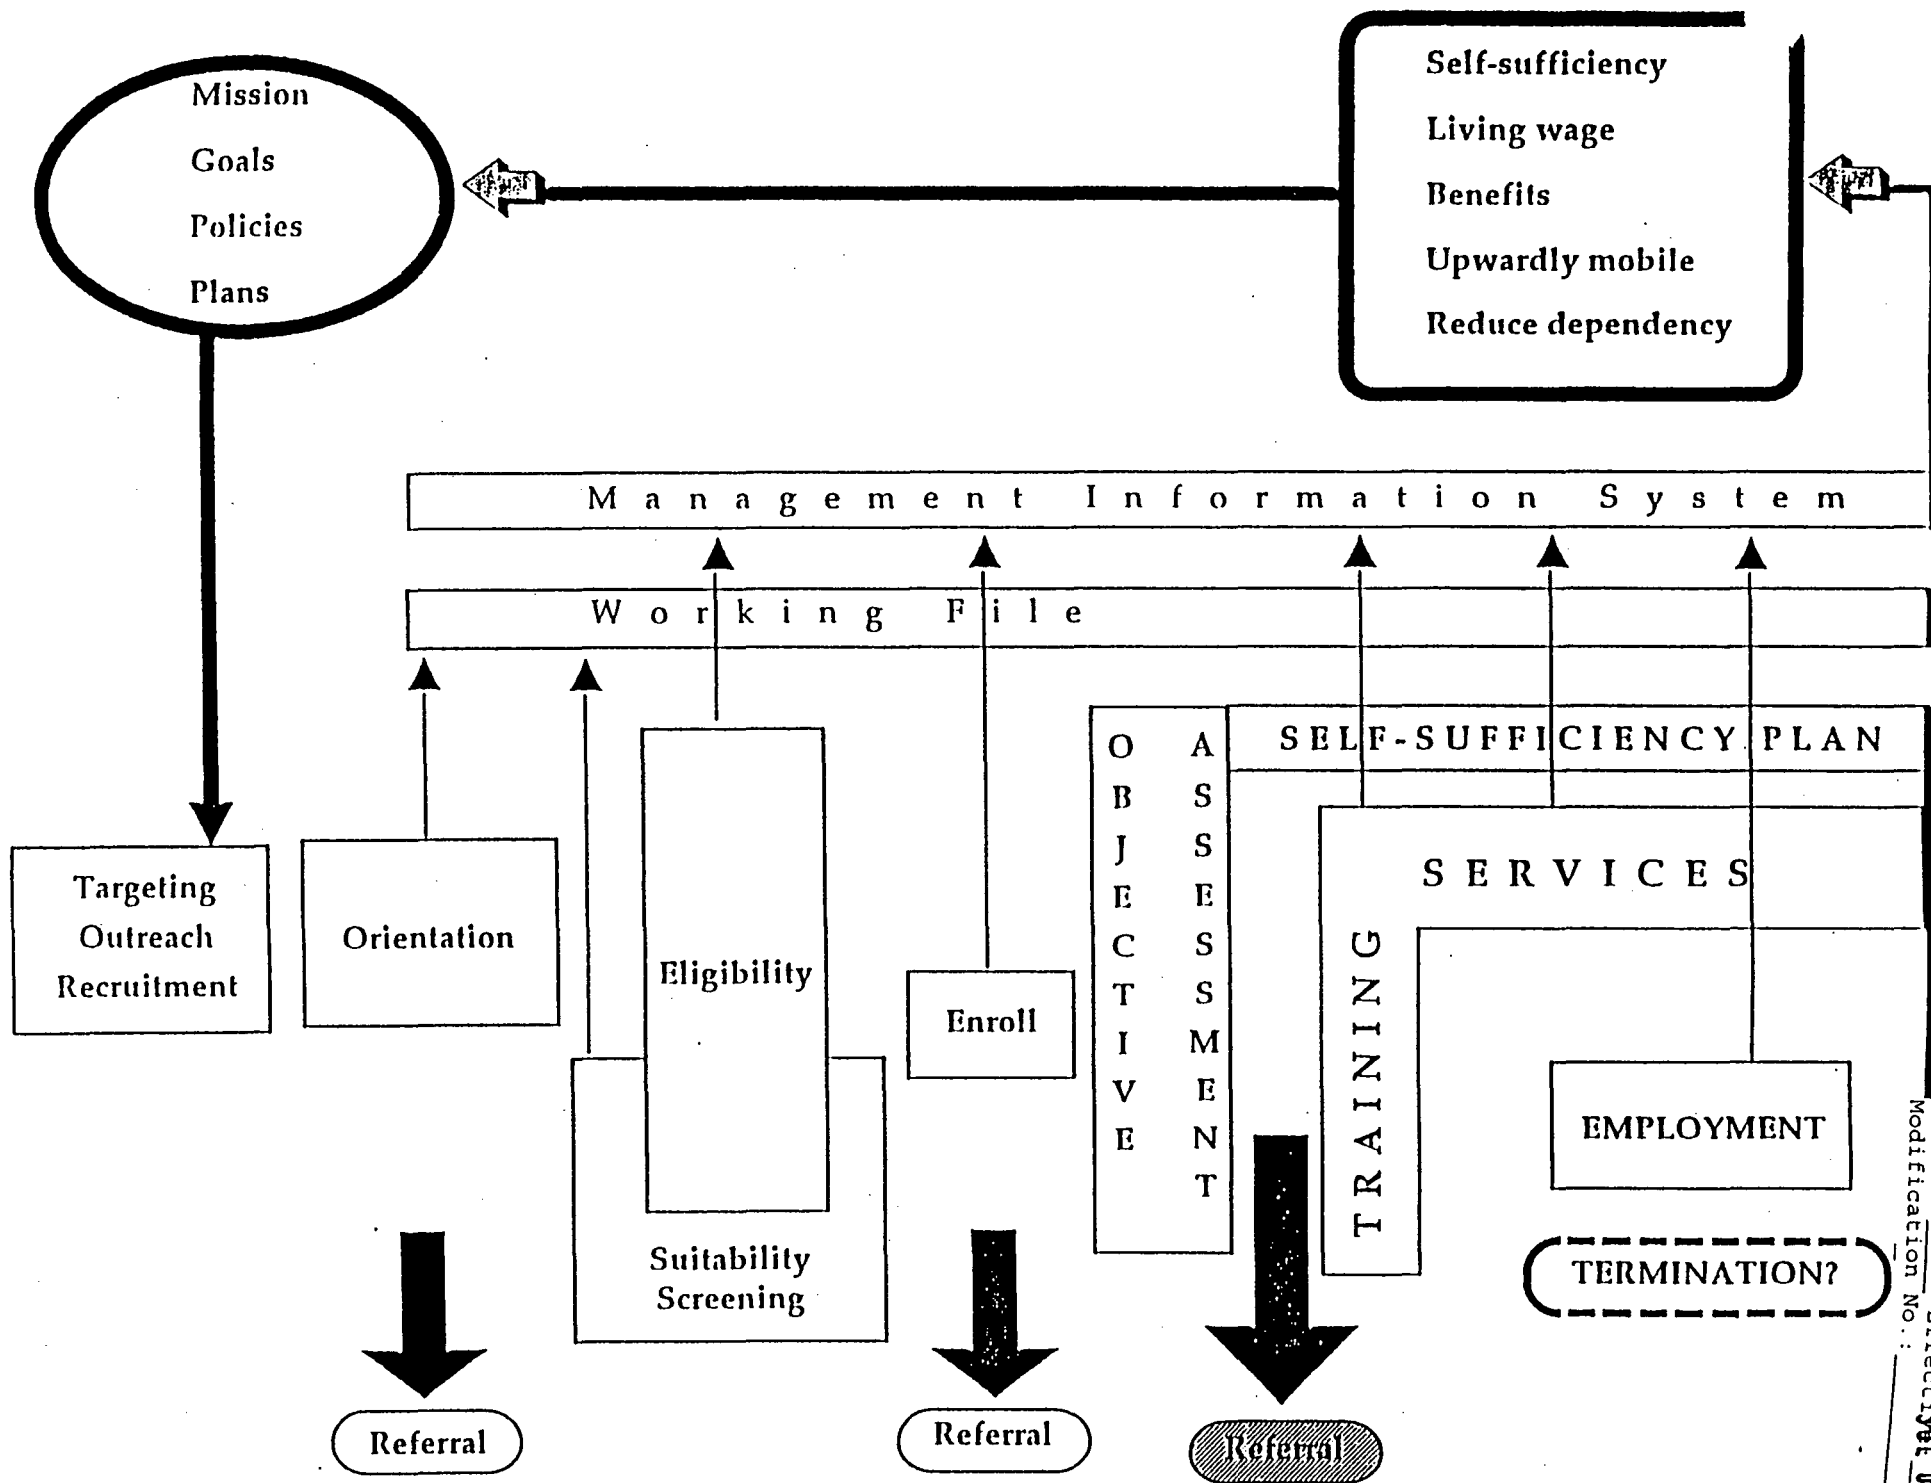 Mission
Goals
Policies
Plans
Self-sufficiency
Living wage
Benefits
Upwardly mobile
Reduce dependency
Management Information System
Working File
OBJECTIVE
ASSESSMENT
SELF-SUFFICIENCY PLAN
SERVICES
TRAINING
Targeting
Outreach
Recruitment
Orientation
Eligibility
Enroll
EMPLOYMENT
Suitability
Screening
TERMINATION?
Referral
Referral
Referral
Modification No.: